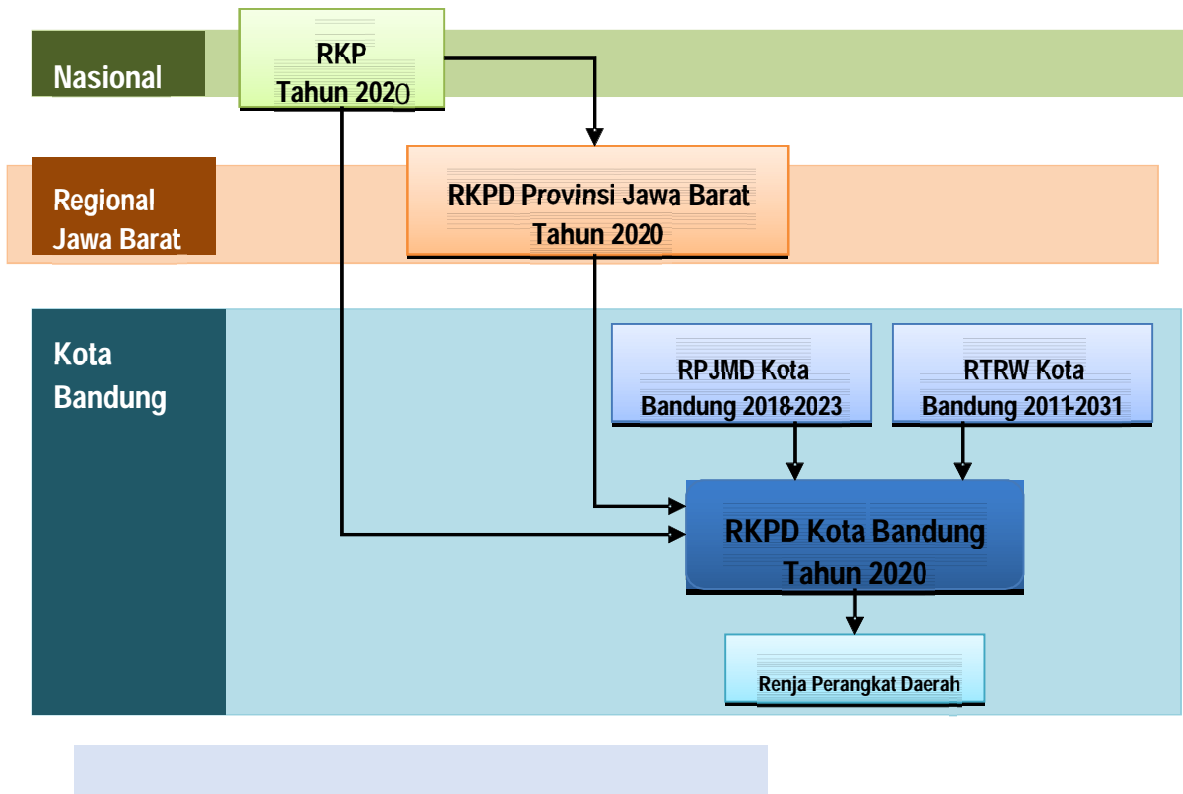 Nasional
RKP
Tahun 2020
Regional
Jawa Barat
RKPD Provinsi Jawa Barat
Tahun 2020
Kota
Bandung
RPJMD Kota
Bandung 2018-2023
RTRW Kota
Bandung 2011-2031
RKPD Kota Bandung
Tahun 2020
Renja Perangkat Daerah